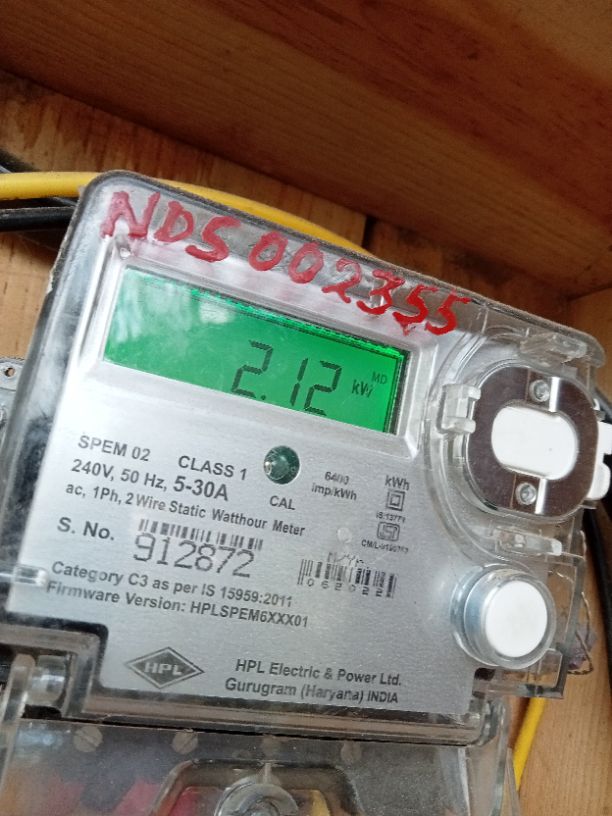 NDS 002355
2.12 kW MD
SPEM 02 CLASS 1
240V, 50 Hz, 5-30A CAL
6400 imp/kWh
kWh
ac, 1Ph, 2 Wire Static Watthour Meter
S. No. 912872
Category C3 as per IS 15959:2011
Firmware Version: HPLSPEM6XXX01
HPL
HPL Electric & Power Ltd.
Gurugram (Haryana) INDIA